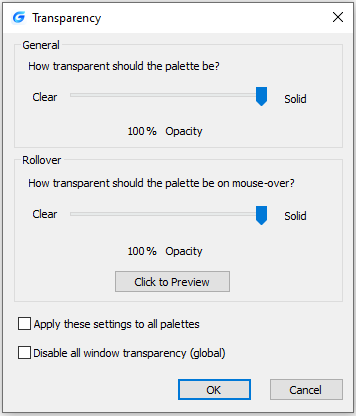 Transparency
General
How transparent should the palette be?
Clear
Solid
100% Opacity
Rollover
How transparent should the palette be on mouse-over?
Clear
Solid
100% Opacity
Click to Preview
Apply these settings to all palettes
Disable all window transparency (global)
OK
Cancel